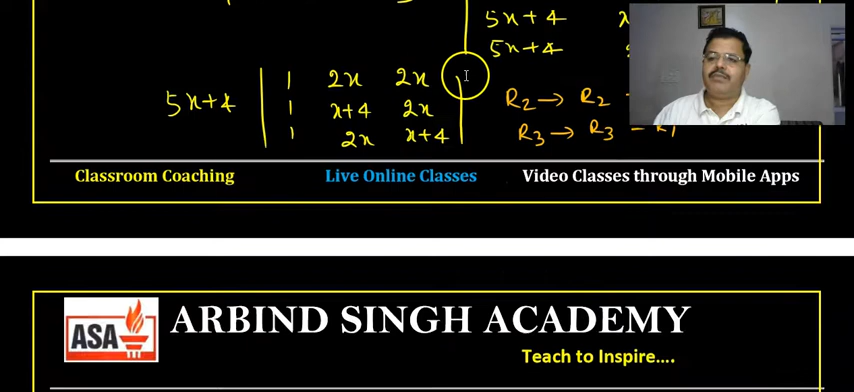 5x+4
5x+4
5x+4 | 1 2x 2x |
| 1 x+4 2x | R₂ → R₂
| 1 2x x+4 | R₃ → R₃ − R₁
Classroom Coaching Live Online Classes Video Classes through Mobile Apps
ASA ARBIND SINGH ACADEMY
Teach to Inspire....